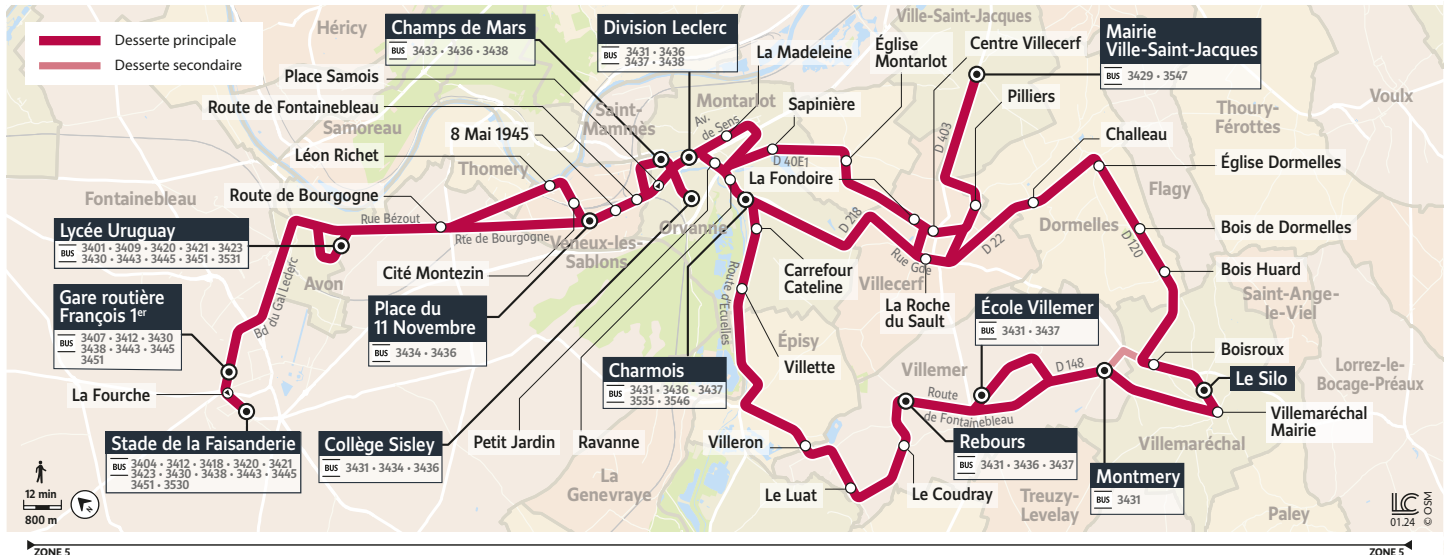 Desserte principale
Desserte secondaire
Héricy
Champs de Mars
BUS 3433 • 3436 • 3438
Division Leclerc
BUS 3431 • 3436
3437 • 3438
La Madeleine
Ville-Saint-Jacques
Église
Montarlot
Centre Villecerf
Mairie
Ville-Saint-Jacques
BUS 3429 • 3547
Place Samois
Route de Fontainebleau
8 Mai 1945
Léon Richet
Route de Bourgogne
Samoreau
Saint-
Mammès
Montarlot
Av.
de Sens
Sapinière
Pilliers
Challeau
Thoury-
Férottes
Voulx
Thomery
D 40E1
D 403
La Fondoire
Église Dormelles
Flagy
Fontainebleau
Rue Bézout
Rte de Bourgogne
Veneux-les-
Sablons
Orvanne
D 218
Rue Gde
D 22
Dormelles
D 120
Bois de Dormelles
Lycée Uruguay
BUS 3401 • 3409 • 3420 • 3421 • 3423
3430 • 3443 • 3445 • 3451 • 3531
Cité Montezin
Carrefour
Cateline
Villecerf
Bois Huard
Avon
Bd du Gal Leclerc
Route d'Ecuelles
La Roche
du Sault
Saint-Ange-
le-Viel
Gare routière
François 1er
BUS 3407 • 3412 • 3430
3438 • 3443 • 3445
3451
Place du
11 Novembre
BUS 3434 • 3436
École Villemer
BUS 3431 • 3437
Épisy
Boisroux
Charmois
BUS 3431 • 3436 • 3437
3535 • 3546
Villette
Villemer
D 148
Lorrez-le-
Bocage-Préaux
Le Silo
La Fourche
Route
de Fontainebleau
Villemaréchal
Mairie
Stade de la Faisanderie
BUS 3404 • 3412 • 3418 • 3420 • 3421
3423 • 3430 • 3438 • 3443 • 3445
3451 • 3530
Collège Sisley
BUS 3431 • 3434 • 3436
Petit Jardin
Ravanne
Villeron
Rebours
BUS 3431 • 3436 • 3437
Villemaréchal
La
Genevraye
Le Luat
Le Coudray
Montmery
BUS 3431
Treuzy-
Levelay
Paley
12 min
800 m
N
LC
01.24
© OSM
ZONE 5
ZONE 5